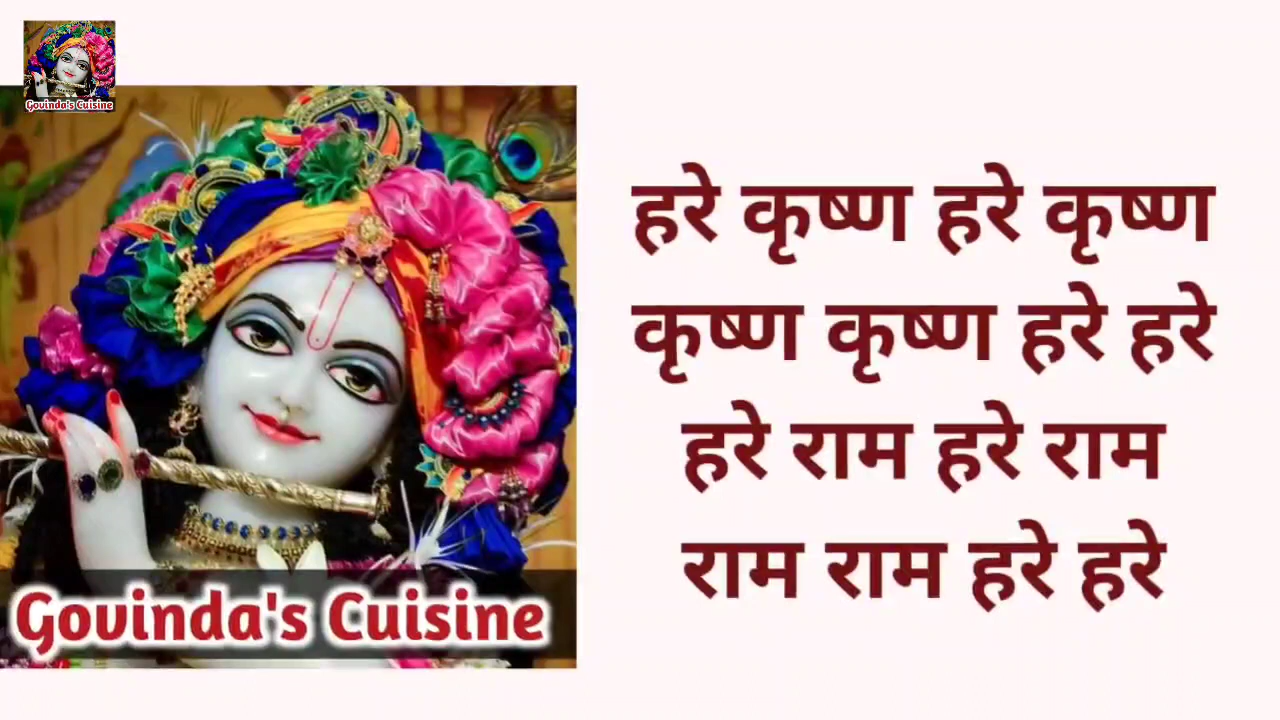 Govinda's Cuisine
हरे कृष्ण हरे कृष्ण
कृष्ण कृष्ण हरे हरे
हरे राम हरे राम
राम राम हरे हरे
Govinda's Cuisine